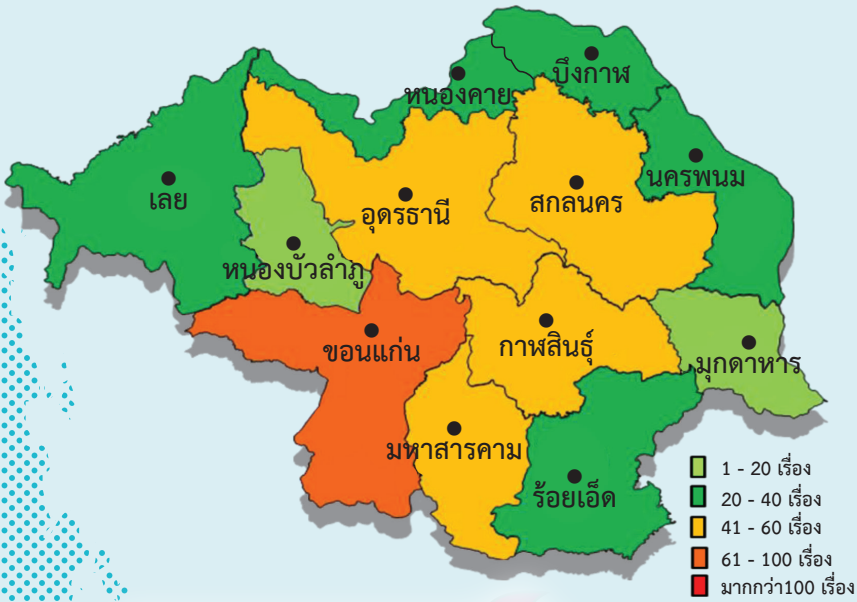 บึงกาฬ
หนองคาย
นครพนม
เลย
อุดรธานี
สกลนคร
หนองบัวลำภู
ขอนแก่น
กาฬสินธุ์
มุกดาหาร
มหาสารคาม
ร้อยเอ็ด
1 - 20 เรื่อง
20 - 40 เรื่อง
41 - 60 เรื่อง
61 - 100 เรื่อง
มากกว่า100 เรื่อง